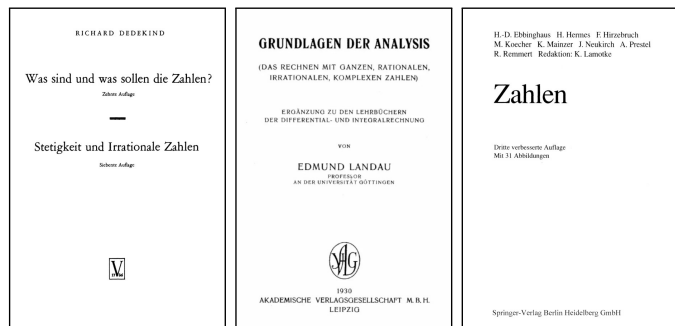 RICHARD DEDEKIND
Was sind und was sollen die Zahlen?
Zehnte Auflage
Stetigkeit und Irrationale Zahlen
Siebente Auflage
GRUNDLAGEN DER ANALYSIS
(DAS RECHNEN MIT GANZEN, RATIONALEN,
IRRATIONALEN, KOMPLEXEN ZAHLEN)
ERGÄNZUNG ZU DEN LEHRBÜCHERN
DER DIFFERENTIAL- UND INTEGRALRECHNUNG
VON
EDMUND LANDAU
PROFESSOR
AN DER UNIVERSITÄT GÖTTINGEN
1930
AKADEMISCHE VERLAGSGESELLSCHAFT M. B. H.
LEIPZIG
H.-D. Ebbinghaus H. Hermes F. Hirzebruch
M. Koecher K. Mainzer J. Neukirch A. Prestel
R. Remmert Redaktion: K. Lamotke
Zahlen
Dritte verbesserte Auflage
Mit 31 Abbildungen
Springer-Verlag Berlin Heidelberg GmbH